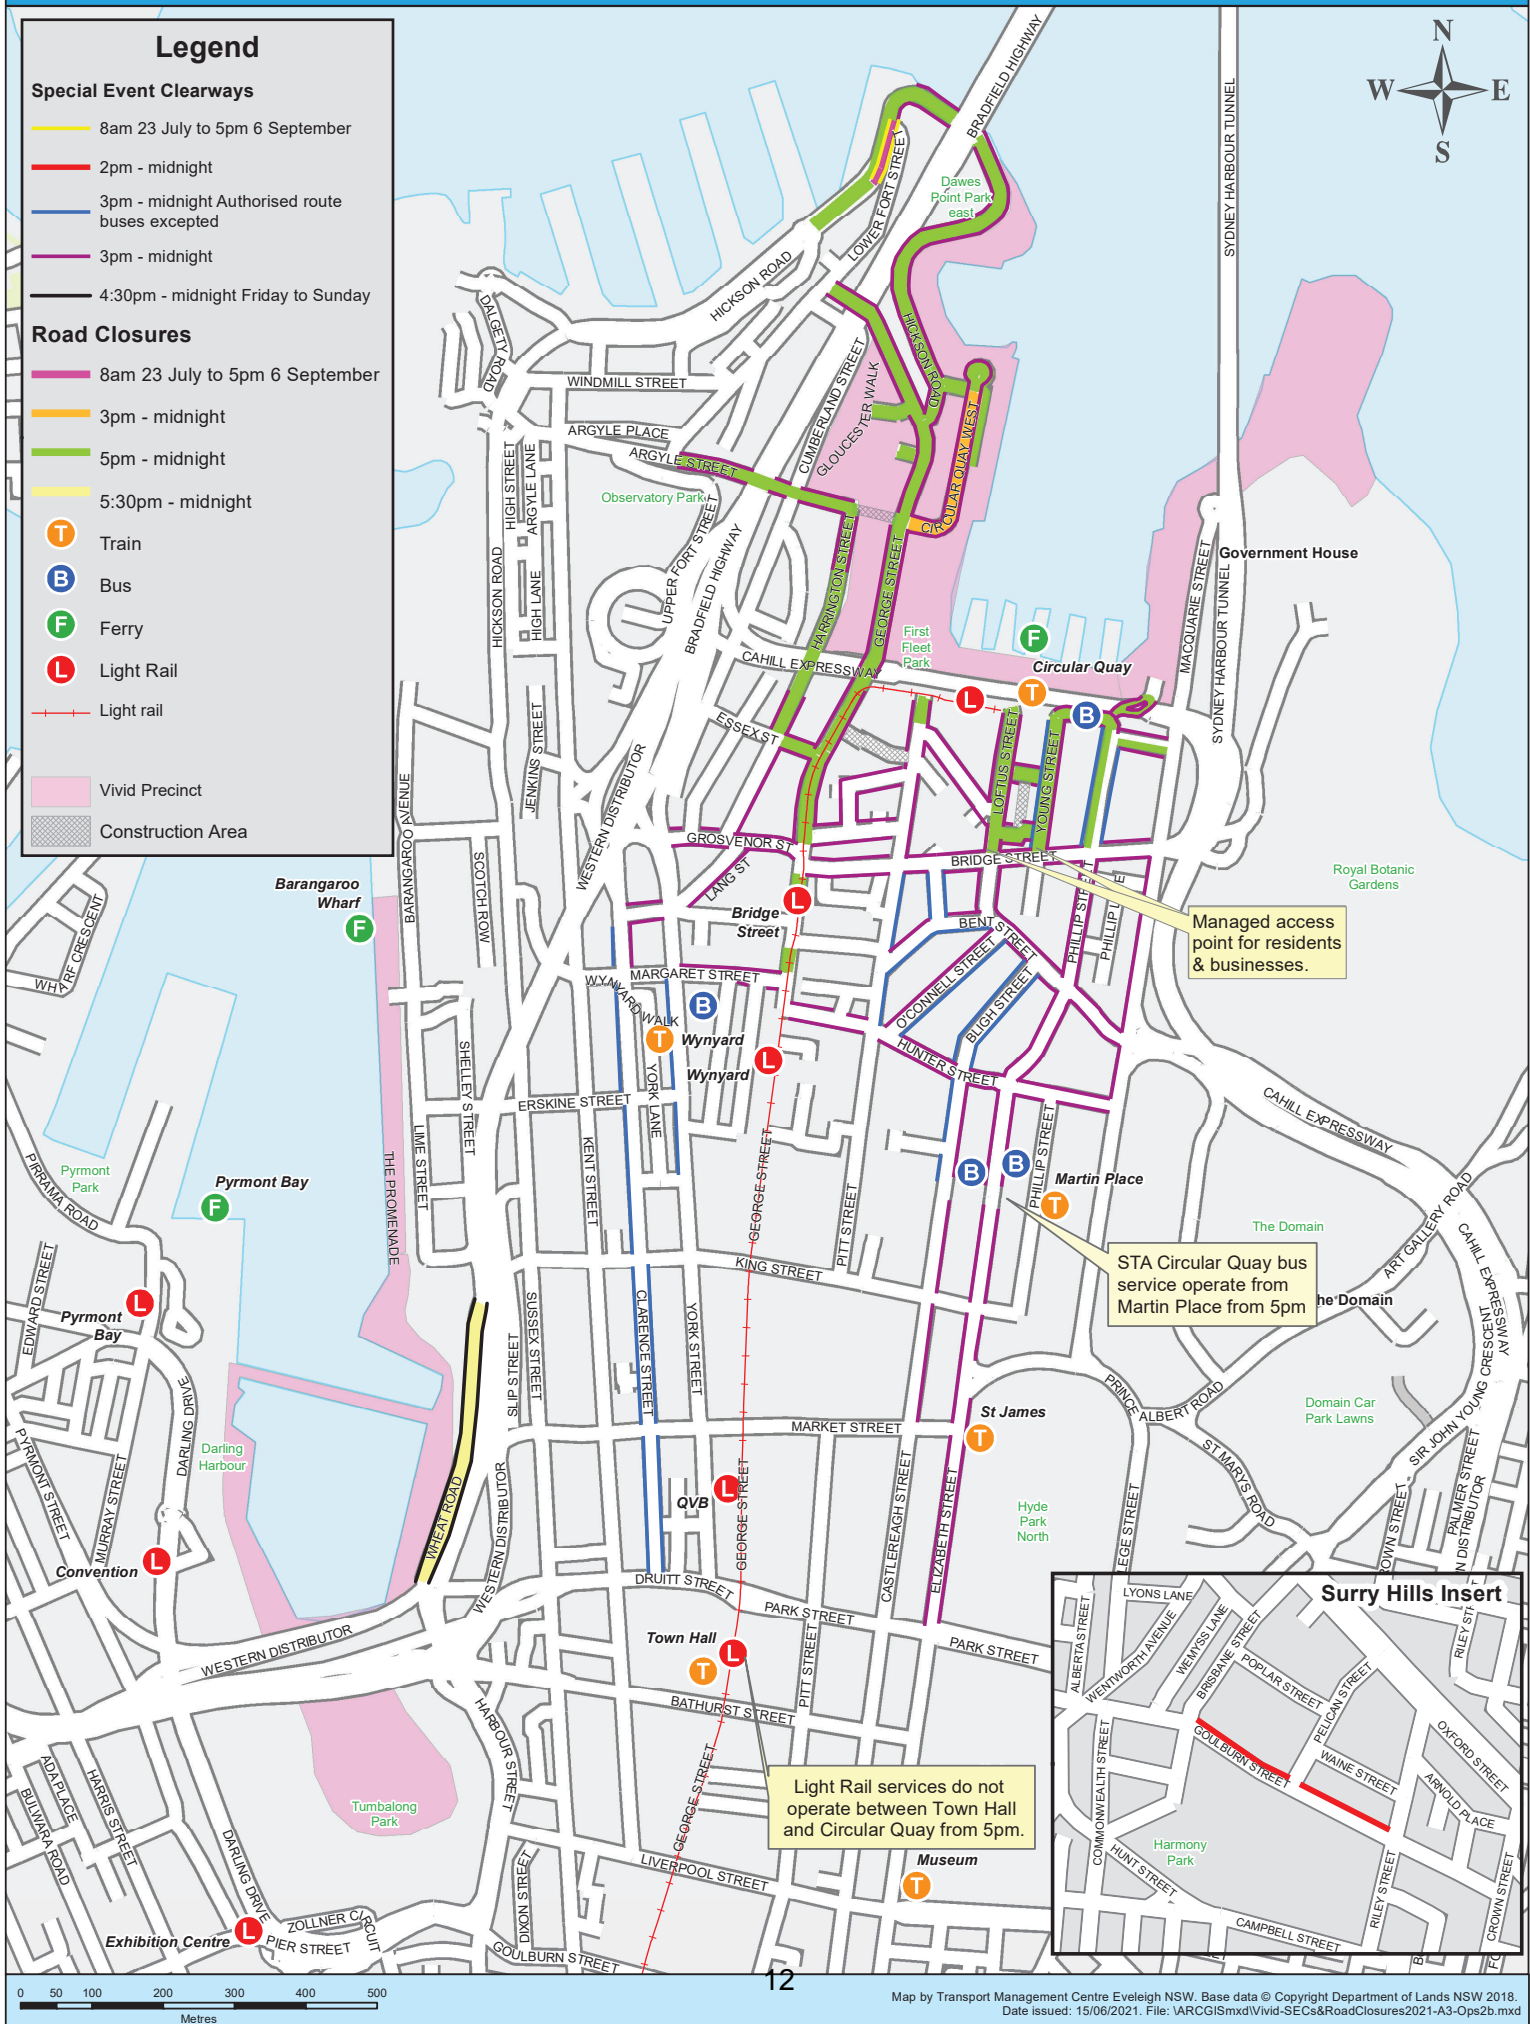 Legend
Special Event Clearways
8am 23 July to 5pm 6 September
2pm - midnight
3pm - midnight Authorised route
buses excepted
3pm - midnight
4:30pm - midnight Friday to Sunday
Road Closures
8am 23 July to 5pm 6 September
3pm - midnight
5pm - midnight
5:30pm - midnight
T
Train
B
Bus
F
Ferry
L
Light Rail
Light rail
Vivid Precinct
Construction Area
N
W
E
S
BRADFIELD HIGHWAY
SYDNEY HARBOUR TUNNEL
LOWER FORT STREET
Dawes
Point Park
east
HICKSON ROAD
DALGETY ROAD
HICKSON ROAD
WINDMILL STREET
CUMBERLAND STREET
GLOUCESTER WALK
CIRCULAR QUAY WEST
ARGYLE PLACE
ARGYLE STREET
HIGH STREET
ARGYLE LANE
Observatory Park
UPPER FORT STREET
BRADFIELD HIGHWAY
HARRINGTON STREET
GEORGE STREET
HICKSON ROAD
HIGH LANE
Government House
MACQUARIE STREET
SYDNEY HARBOUR TUNNEL
First
Fleet
Park
F
Circular Quay
CAHILL EXPRESSWAY
L
T
B
ESSEX ST
JENKINS STREET
LOFTUS STREET
YOUNG STREET
WESTERN DISTRIBUTOR
BARANGAROO AVENUE
GROSVENOR ST
BRIDGE STREET
LANG ST
SCOTCH ROW
Barangaroo
Wharf
F
Royal Botanic
Gardens
Bridge
Street
L
BENT STREET
PHILLIP STREET
Managed access
point for residents
& businesses.
WHARF CRESCENT
O'CONNELL STREET
BLIGH STREET
MARGARET STREET
WYNYARD WALK
B
T
Wynyard
Wynyard
L
HUNTER STREET
SHELLEY STREET
ERSKINE STREET
YORK LANE
LIME STREET
KENT STREET
THE PROMENADE
CAHILL EXPRESSWAY
GEORGE STREET
PITT STREET
PHILLIP STREET
B
B
Martin Place
T
Pyrmont
Park
PIRRAMA ROAD
Pyrmont Bay
F
The Domain
ART GALLERY ROAD
CAHILL EXPRESSWAY
KING STREET
STA Circular Quay bus
service operate from
Martin Place from 5pm
he Domain
EDWARD STREET
L
Pyrmont
Bay
SLIP STREET
SUSSEX STREET
CLARENCE STREET
YORK STREET
DARLING DRIVE
PRINCE
ALBERT ROAD
Domain Car
Park Lawns
SIR JOHN YOUNG CRESCENT
St James
T
MARKET STREET
ST MARYS ROAD
PYRMONT STREET
MURRAY STREET
Darling
Harbour
WHEAT ROAD
WESTERN DISTRIBUTOR
QVB
L
GEORGE STREET
CASTLEREAGH STREET
ELIZABETH STREET
Hyde
Park
North
LEGE STREET
PALMER STREET
N DISTRIBUTOR
Convention
L
DRUITT STREET
PARK STREET
PARK STREET
WESTERN DISTRIBUTOR
Town Hall
L
T
PITT STREET
BATHURST STREET
HARBOUR STREET
GEORGE STREET
Light Rail services do not
operate between Town Hall
and Circular Quay from 5pm.
ADA PLACE
HARRIS STREET
BULWARA ROAD
Tumbalong
Park
DARLING DRIVE
DIXON STREET
LIVERPOOL STREET
Museum
T
Exhibition Centre
L
ZOLLNER CIRCUIT
PIER STREET
GOULBURN STREET
Surry Hills Insert
LYONS LANE
ALBERTA STREET
WENTWORTH AVENUE
WEMYSS LANE
BRISBANE STREET
POPLAR STREET
PELICAN STREET
GOULBURN STREET
WAINE STREET
OXFORD STREET
ARNOLD PLACE
COMMONWEALTH STREET
HUNT STREET
Harmony
Park
RILEY STREET
CROWN STREET
CAMPBELL STREET
12
0 50 100 200 300 400 500
Metres
Map by Transport Management Centre Eveleigh NSW. Base data © Copyright Department of Lands NSW 2018.
Date issued: 15/06/2021. File: \ARCGISmxd\Vivid-SECs&RoadClosures2021-A3-Ops2b.mxd